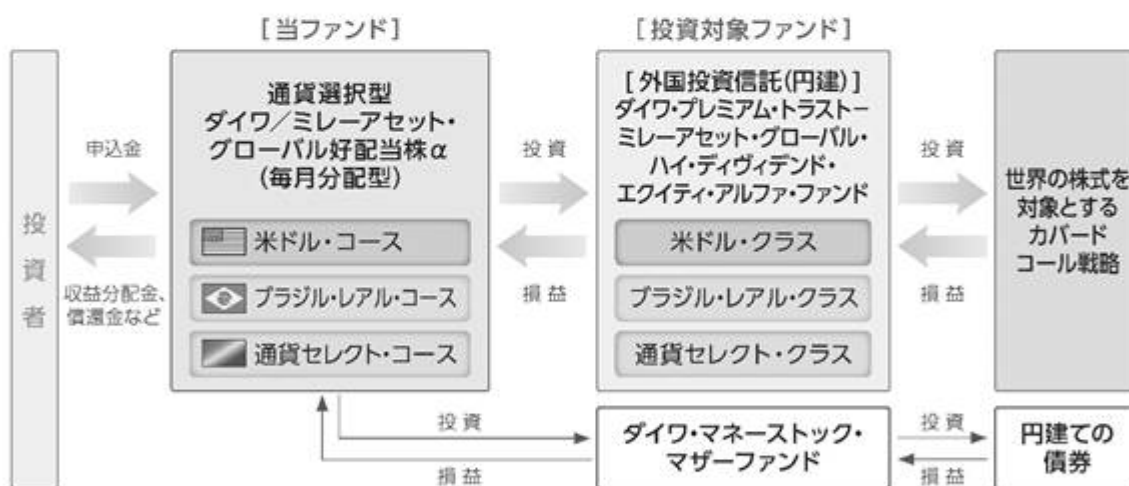 [当ファンド]
[投資対象ファンド]
投資者
申込金
収益分配金、
償還金など
通貨選択型
ダイワ／ミレーアセット・
グローバル好配当株α
(毎月分配型)
米ドル・コース
ブラジル・レアル・コース
通貨セレクト・コース
投資
損益
[外国投資信託(円建)]
ダイワ・プレミアム・トラスト－
ミレーアセット・グローバル・
ハイ・ディヴィデンド・
エクイティ・アルファ・ファンド
米ドル・クラス
ブラジル・レアル・クラス
通貨セレクト・クラス
投資
損益
世界の株式を
対象とする
カバード
コール戦略
投資
損益
ダイワ・マネーストック・
マザーファンド
投資
損益
円建ての
債券